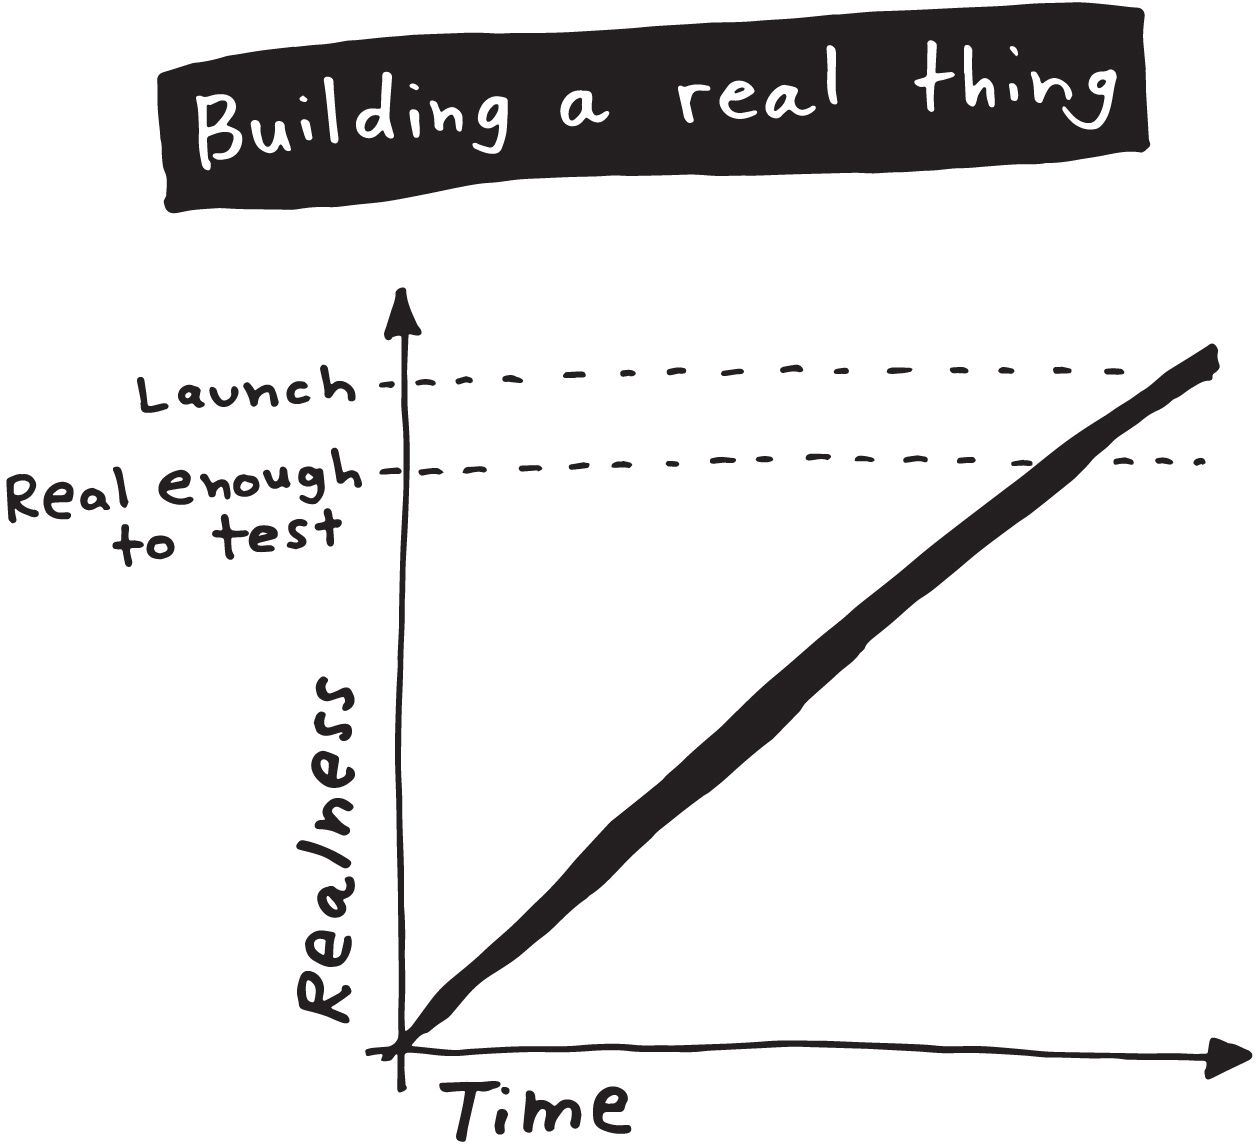 Building a real thing
Launch
Real enough
to test
Realness
Time